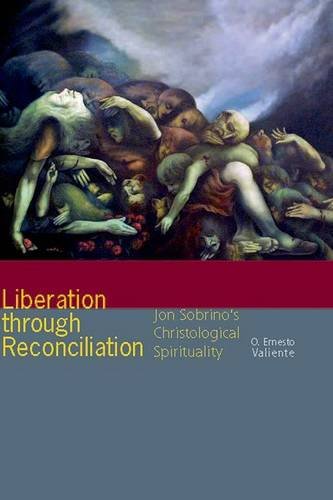 Liberation
through
Reconciliation
Jon Sobrino's
Christological
Spirituality
O. Ernesto
Valiente